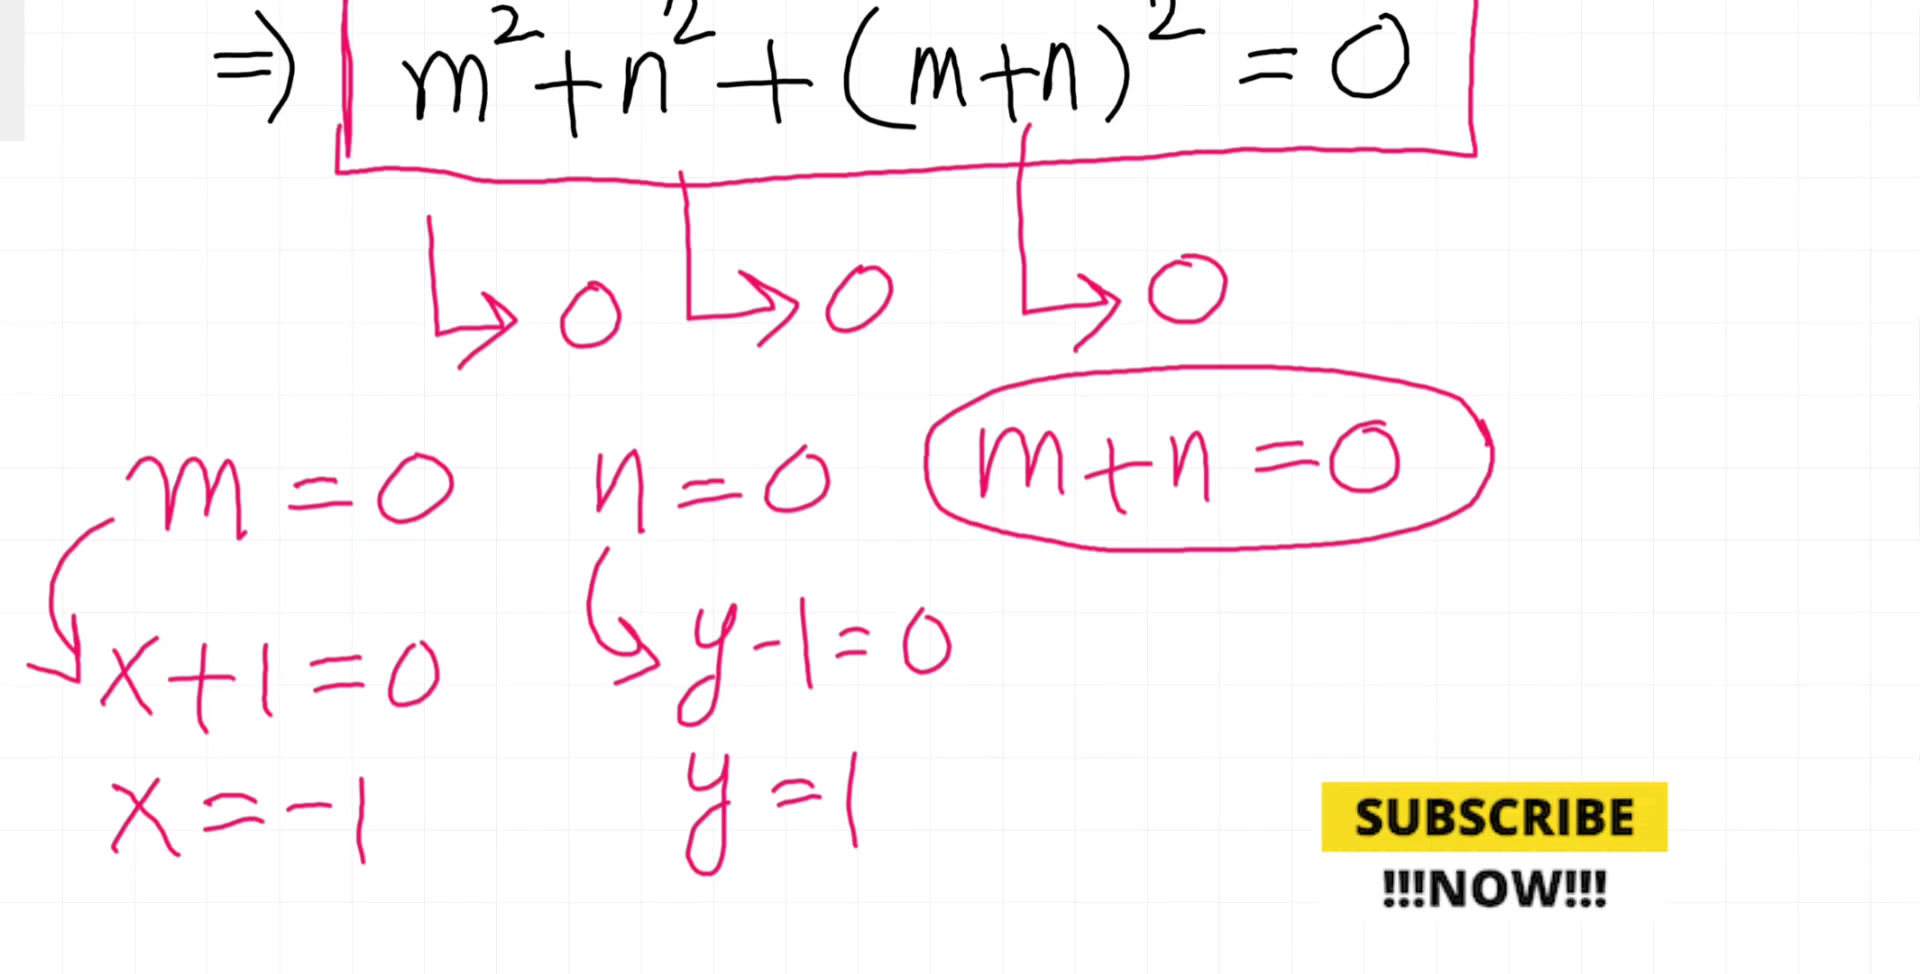 ⇒) m²+n²+(m+n)²=0
→0 →0 →0
m=0 n=0 m+n=0
x+1=0 y-1=0
x=-1 y=1
SUBSCRIBE
!!!NOW!!!